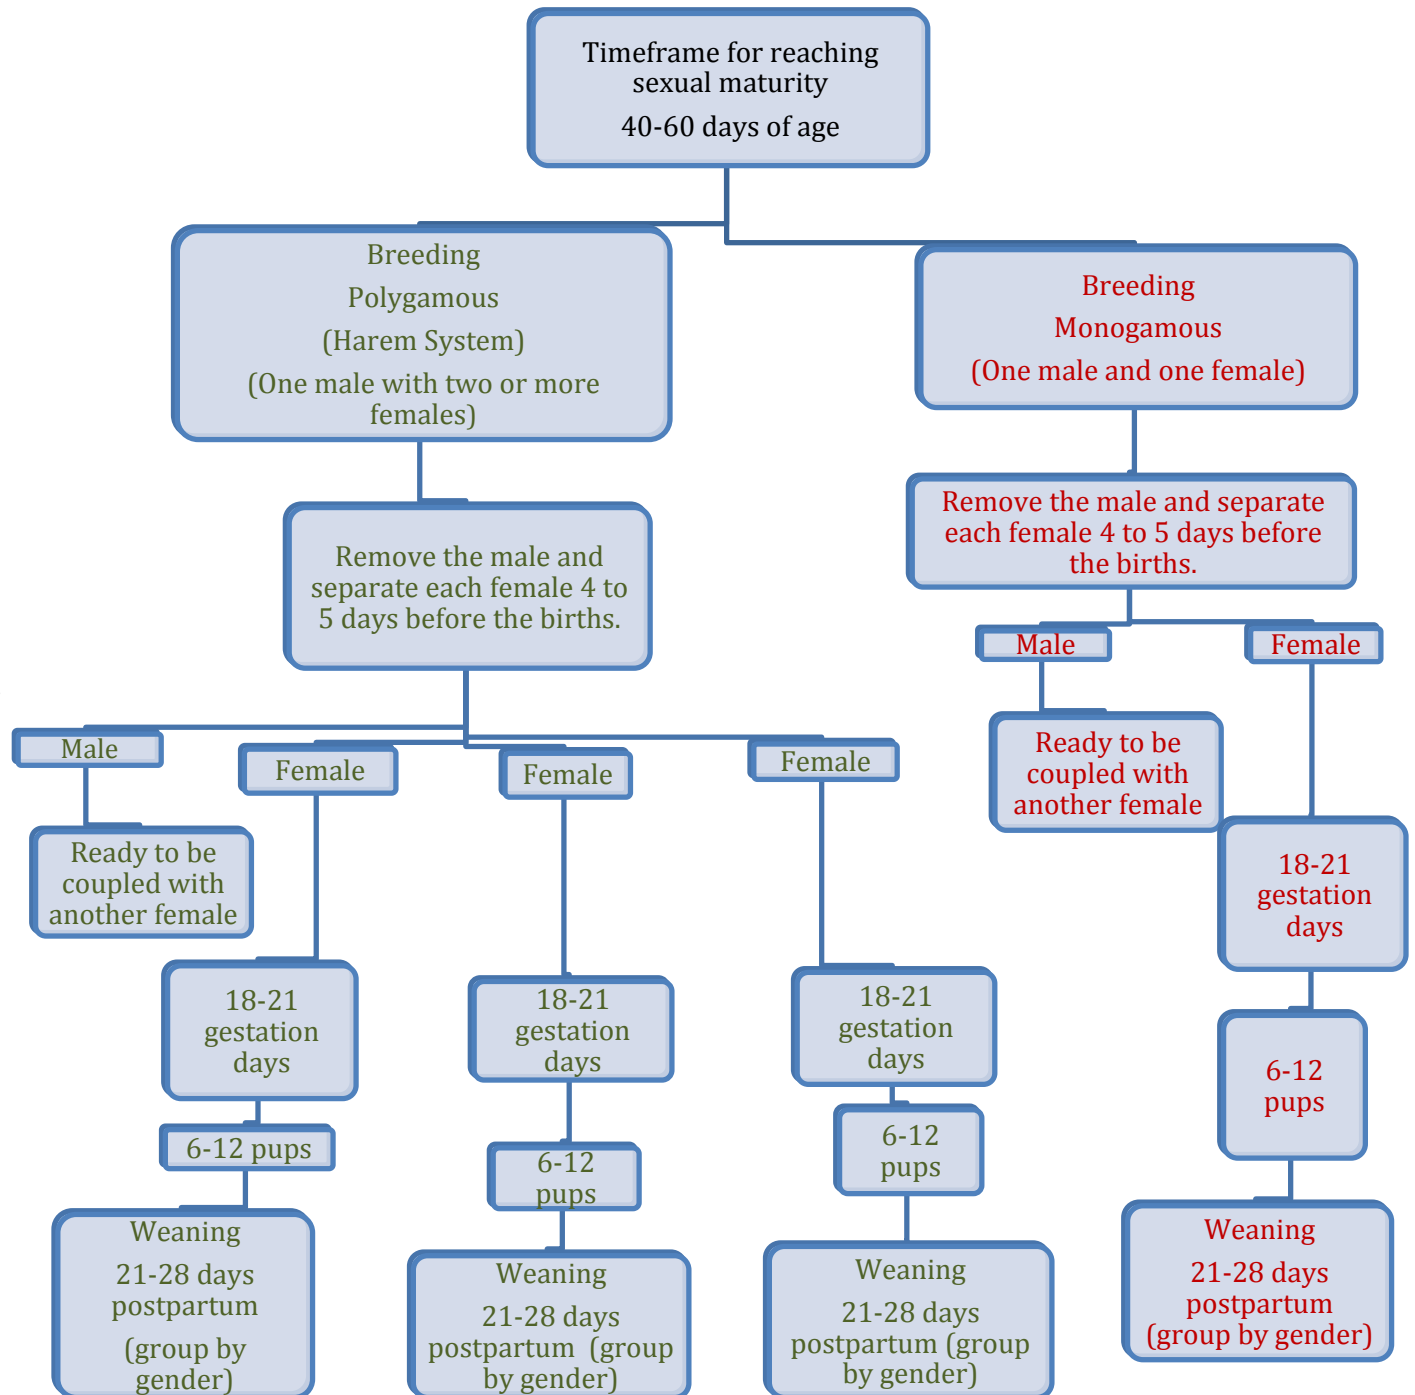 Timeframe for reaching
sexual maturity
40-60 days of age
Breeding
Polygamous
(Harem System)
(One male with two or more
females)
Breeding
Monogamous
(One male and one female)
Remove the male and
separate each female 4 to
5 days before the births.
Remove the male and separate
each female 4 to 5 days before
the births.
Male
Female
Female
Female
Male
Female
Ready to be
coupled with
another female
Ready to be
coupled with
another female
18-21
gestation
days
18-21
gestation
days
18-21
gestation
days
18-21
gestation
days
6-12 pups
6-12
pups
6-12
pups
6-12
pups
Weaning
21-28 days
postpartum
(group by
gender)
Weaning
21-28 days
postpartum (group
by gender)
Weaning
21-28 days
postpartum (group
by gender)
Weaning
21-28 days
postpartum
(group by gender)